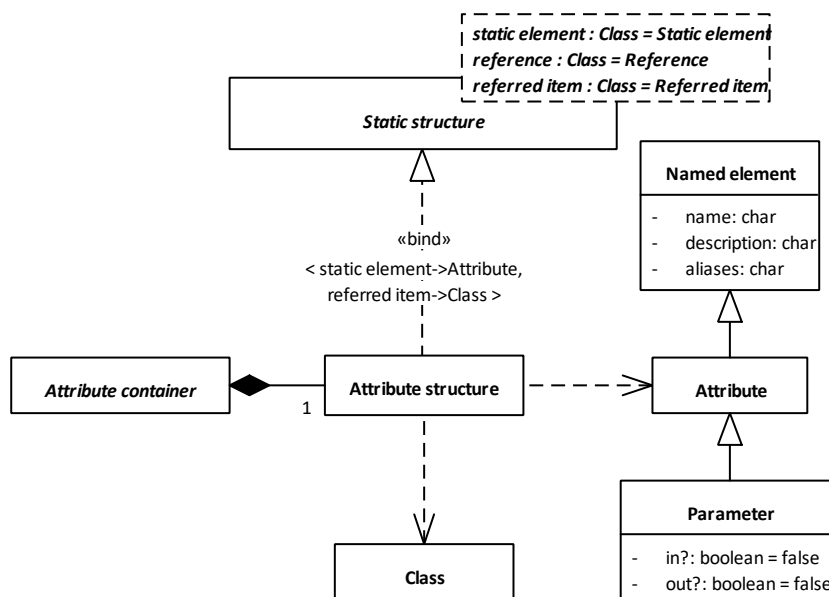 static element : Class = Static element
reference : Class = Reference
referred item : Class = Referred item
Static structure
Named element
- name: char
- description: char
- aliases: char
«bind»
< static element->Attribute,
referred item->Class >
Attribute container
1
Attribute structure
Attribute
Class
Parameter
- in?: boolean = false
- out?: boolean = false